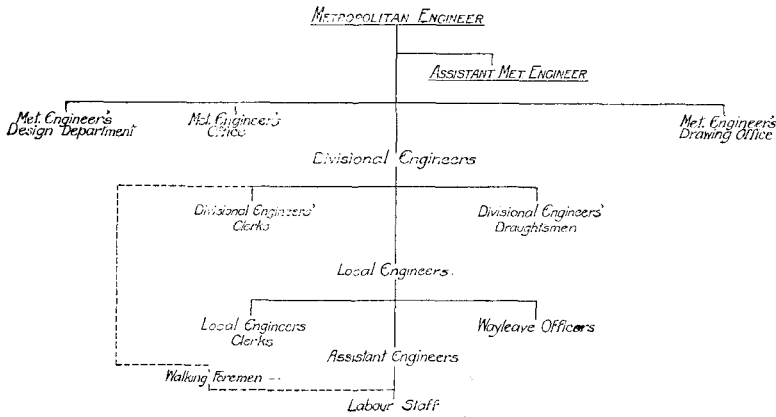 METROPOLITAN ENGINEER
ASSISTANT MET ENGINEER
Met. Engineer's
Design Department
Met. Engineer's
Office
Met. Engineer's
Drawing Office
Divisional Engineers
Divisional Engineers'
Clerks
Divisional Engineers'
Draughtsmen
Local Engineers.
Local Engineers
Clerks
Wayleave Officers
Assistant Engineers
Walking Foremen
Labour Staff